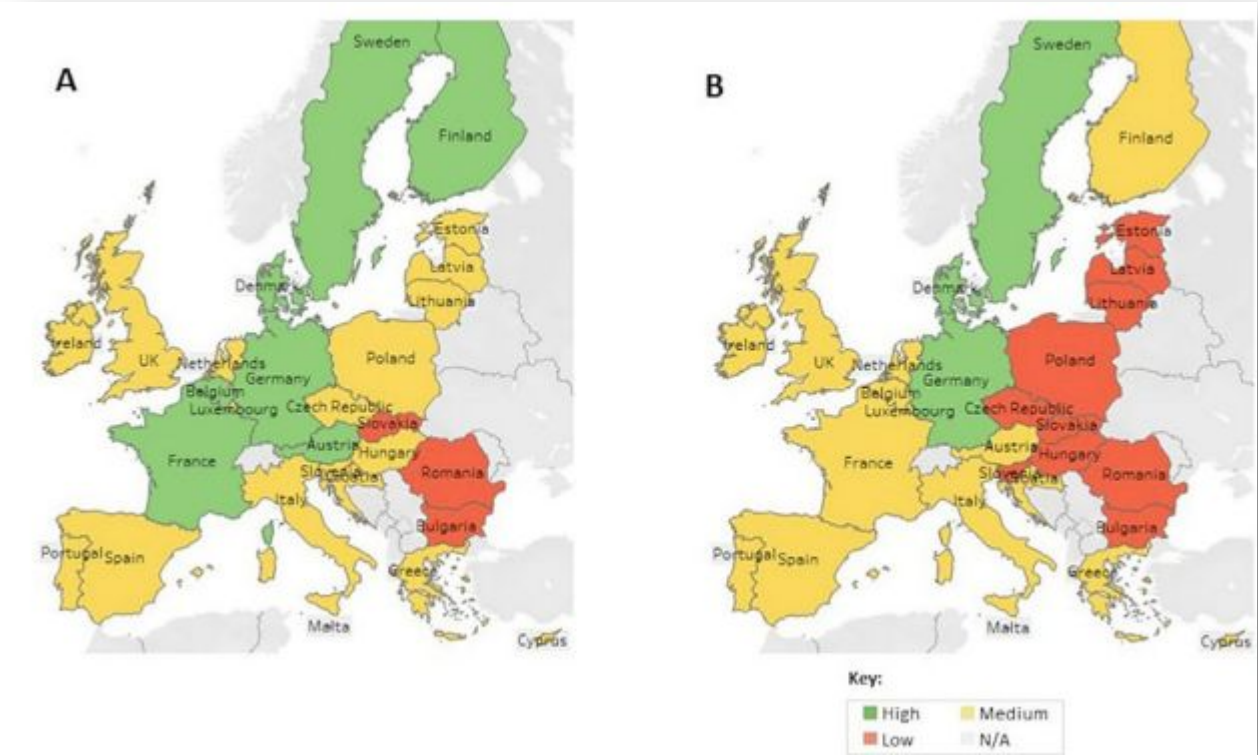 A
Sweden
Finland
Estonia
Latvia
Lithuania
Denmark
Ireland
UK
Netherlands
Poland
Germany
Belgium
Luxembourg
Czech Republic
Slovakia
Austria
Hungary
France
Slovenia
Croatia
Romania
Italy
Bulgaria
Portugal
Spain
Greece
Malta
Cyprus
B
Sweden
Finland
Estonia
Latvia
Lithuania
Denmark
Ireland
UK
Netherlands
Poland
Germany
Belgium
Luxembourg
Czech Republic
Slovakia
Austria
Hungary
France
Slovenia
Croatia
Romania
Italy
Bulgaria
Portugal
Spain
Greece
Malta
Cyprus
Key:
High
Medium
Low
N/A